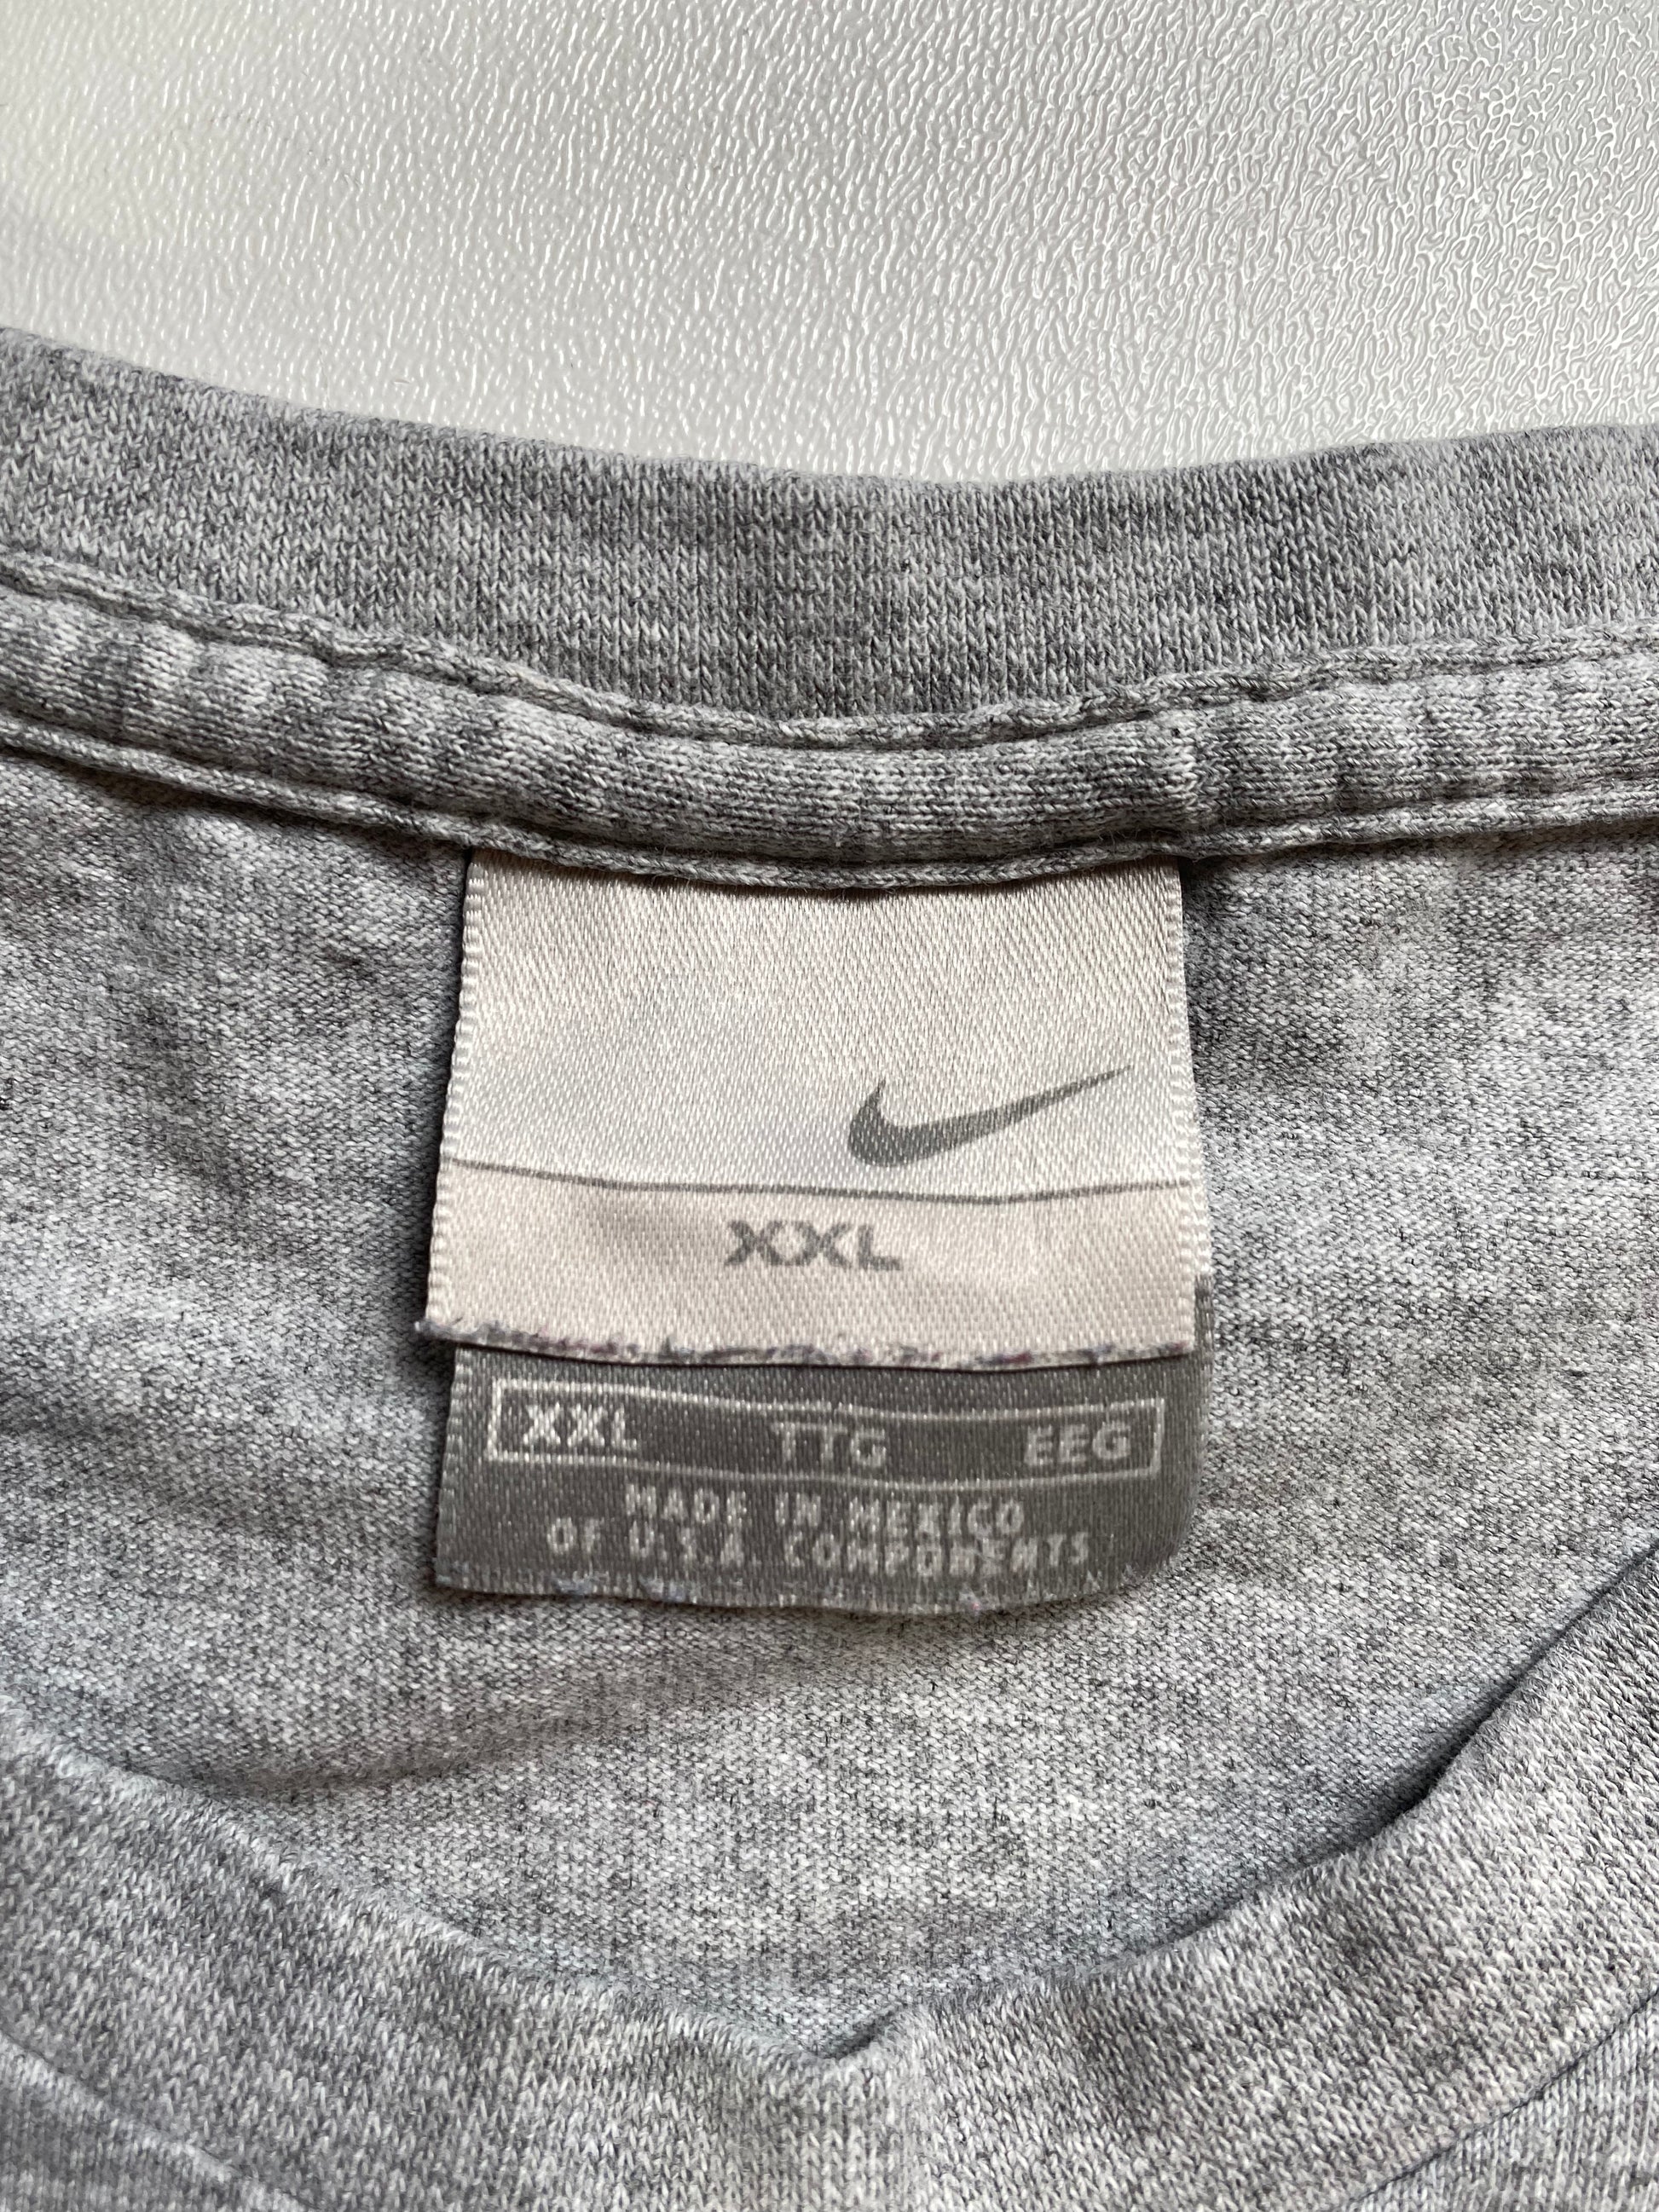 XXL
XXL TTG EEG
MADE IN MEXICO
OF U.S.A. COMPONENTS